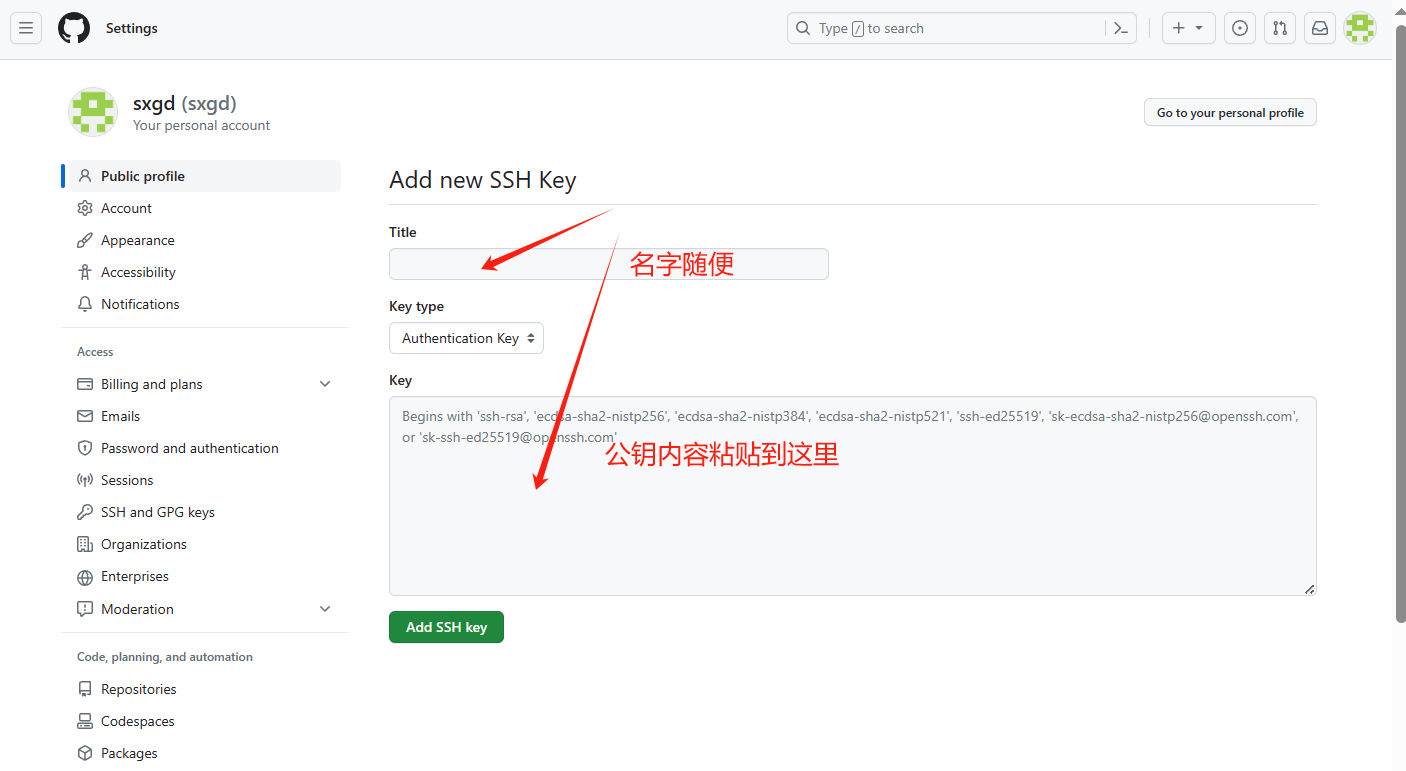 Settings
Type / to search
sxgd (sxgd)
Your personal account
Go to your personal profile
Public profile
Account
Appearance
Accessibility
Notifications
Access
Billing and plans
Emails
Password and authentication
Sessions
SSH and GPG keys
Organizations
Enterprises
Moderation
Code, planning, and automation
Repositories
Codespaces
Packages
Add new SSH Key
Title
名字随便
Key type
Authentication Key
Key
Begins with 'ssh-rsa', 'ecdsa-sha2-nistp256', 'ecdsa-sha2-nistp384', 'ecdsa-sha2-nistp521', 'ssh-ed25519', 'sk-ecdsa-sha2-nistp256@openssh.com',
or 'sk-ssh-ed25519@openssh.com'
公钥内容粘贴到这里
Add SSH key